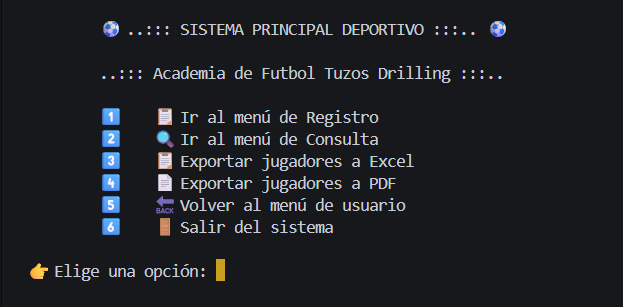 ⚽ ..::: SISTEMA PRINCIPAL DEPORTIVO :::.. ⚽
..::: Academia de Futbol Tuzos Drilling :::..
1️⃣ 📋 Ir al menú de Registro
2️⃣ 🔍 Ir al menú de Consulta
3️⃣ 📋 Exportar jugadores a Excel
4️⃣ 📄 Exportar jugadores a PDF
5️⃣ 🔙 Volver al menú de usuario
6️⃣ 🚪 Salir del sistema
👉 Elige una opción: